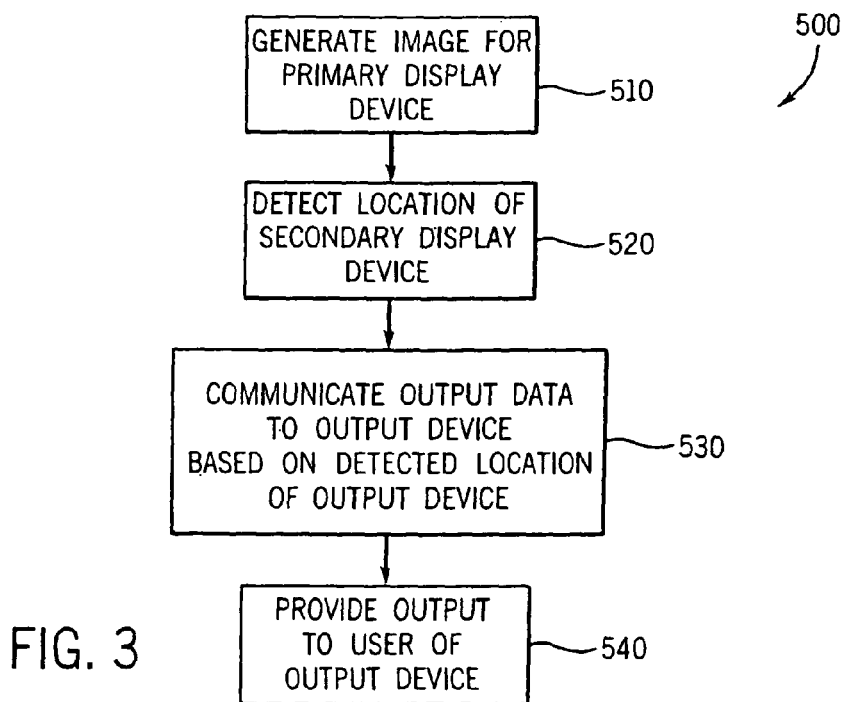 500
GENERATE IMAGE FOR
PRIMARY DISPLAY
DEVICE
510
DETECT LOCATION OF
SECONDARY DISPLAY
DEVICE
520
COMMUNICATE OUTPUT DATA
TO OUTPUT DEVICE
BASED ON DETECTED LOCATION
OF OUTPUT DEVICE
530
PROVIDE OUTPUT
TO USER OF
OUTPUT DEVICE
540
FIG. 3